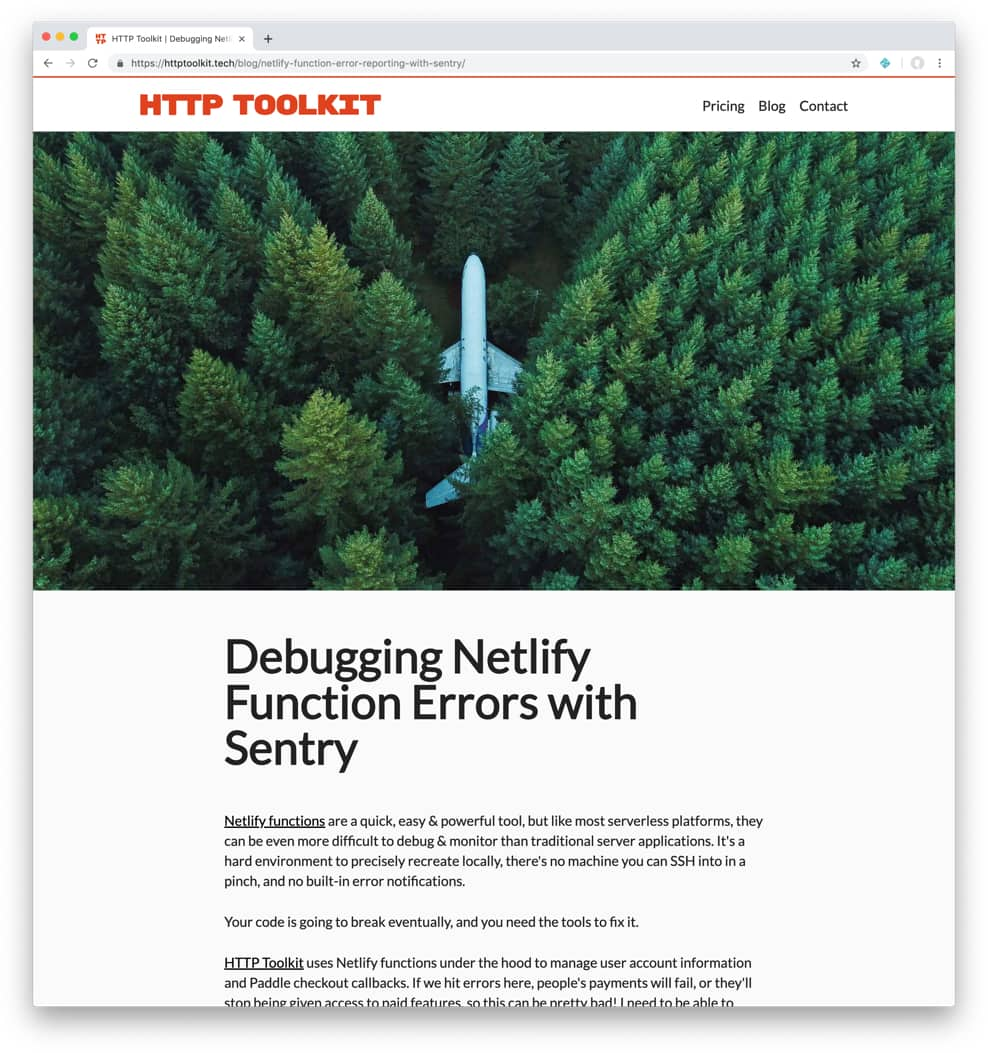 HTTP Toolkit | Debugging Netl
https://httptoolkit.tech/blog/netlify-function-error-reporting-with-sentry/
HTTP TOOLKIT
Pricing Blog Contact
Debugging Netlify
Function Errors with
Sentry
Netlify functions are a quick, easy & powerful tool, but like most serverless platforms, they
can be even more difficult to debug & monitor than traditional server applications. It's a
hard environment to precisely recreate locally, there's no machine you can SSH into in a
pinch, and no built-in error notifications.
Your code is going to break eventually, and you need the tools to fix it.
HTTP Toolkit uses Netlify functions under the hood to manage user account information
and Paddle checkout callbacks. If we hit errors here, people's payments will fail, or they'll
stop being given access to paid features, so this can be pretty bad! I need to be able to